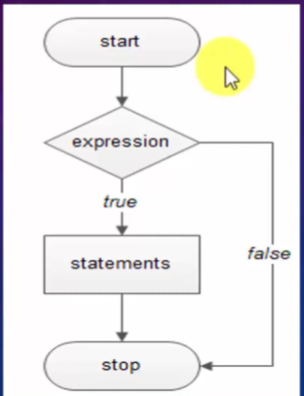 start
expression
true
statements
false
stop